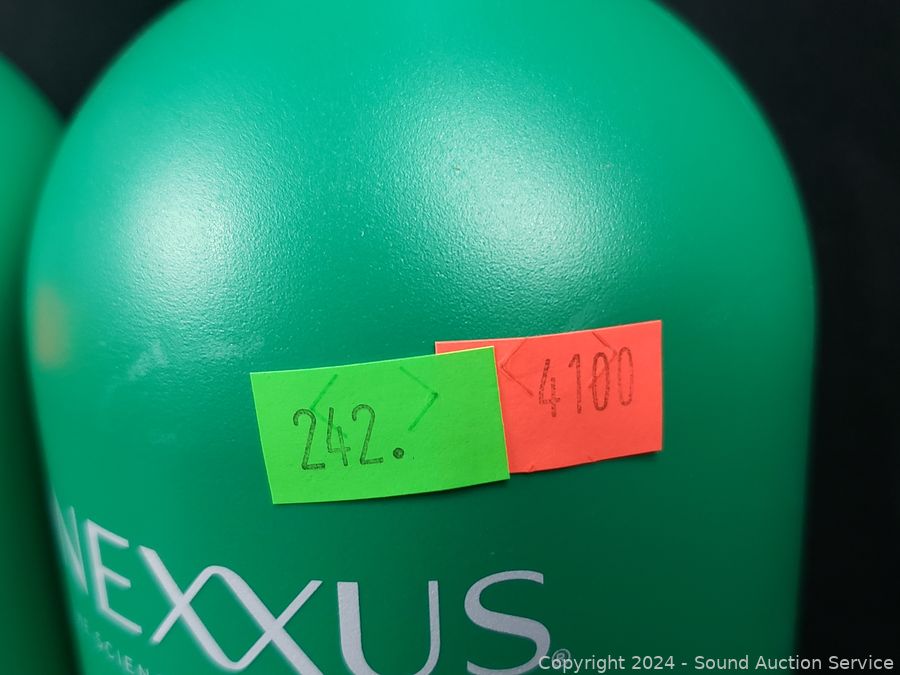 4100
242.
NEXXUS®
Copyright 2024 - Sound Auction Service